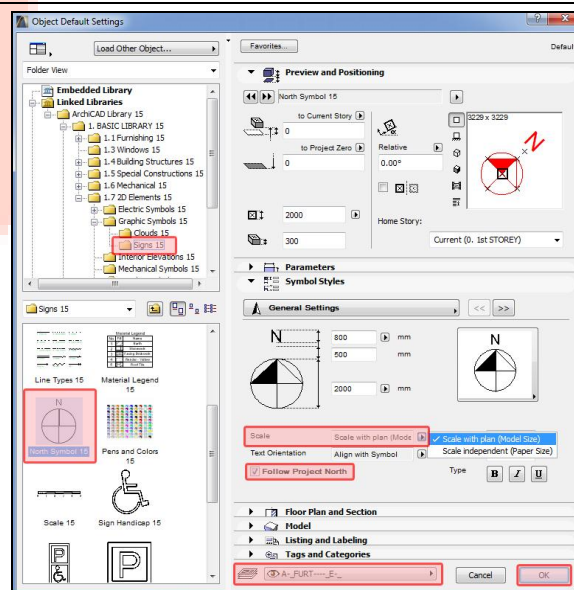 Object Default Settings
Load Other Object...
Folder View
Embedded Library
Linked Libraries
ArchiCAD Library 15
1. BASIC LIBRARY 15
1.1 Furnishing 15
1.3 Windows 15
1.4 Building Structures 15
1.5 Special Constructions 15
1.6 Mechanical 15
1.7 2D Elements 15
Electric Symbols 15
Graphic Symbols 15
Clouds 15
Signs 15
Interior Elevations 15
Mechanical Symbols 15
Signs 15
Line Types 15
Material Legend
Material Legend
15
N
North Symbol
15
Pens and Colors
15
Scale 15
Sign Handicap 15
P
P
Favorites...
Defaul
Preview and Positioning
North Symbol 15
to Current Story
0
to Project Zero
0
Relative
0.00°
3229 x 3229
N
2000
300
Home Story:
Current (0. 1st STOREY)
Parameters
Symbol Styles
General Settings
<<
>>
N
800
mm
500
mm
2000
mm
N
Scale
Scale with plan (Mode
Scale with plan (Model Size)
Scale independent (Paper Size)
Text Orientation
Align with Symbol
Follow Project North
Type
B
I
U
Floor Plan and Section
Model
Listing and Labeling
Tags and Categories
A-_FURT----_E-_
Cancel
OK